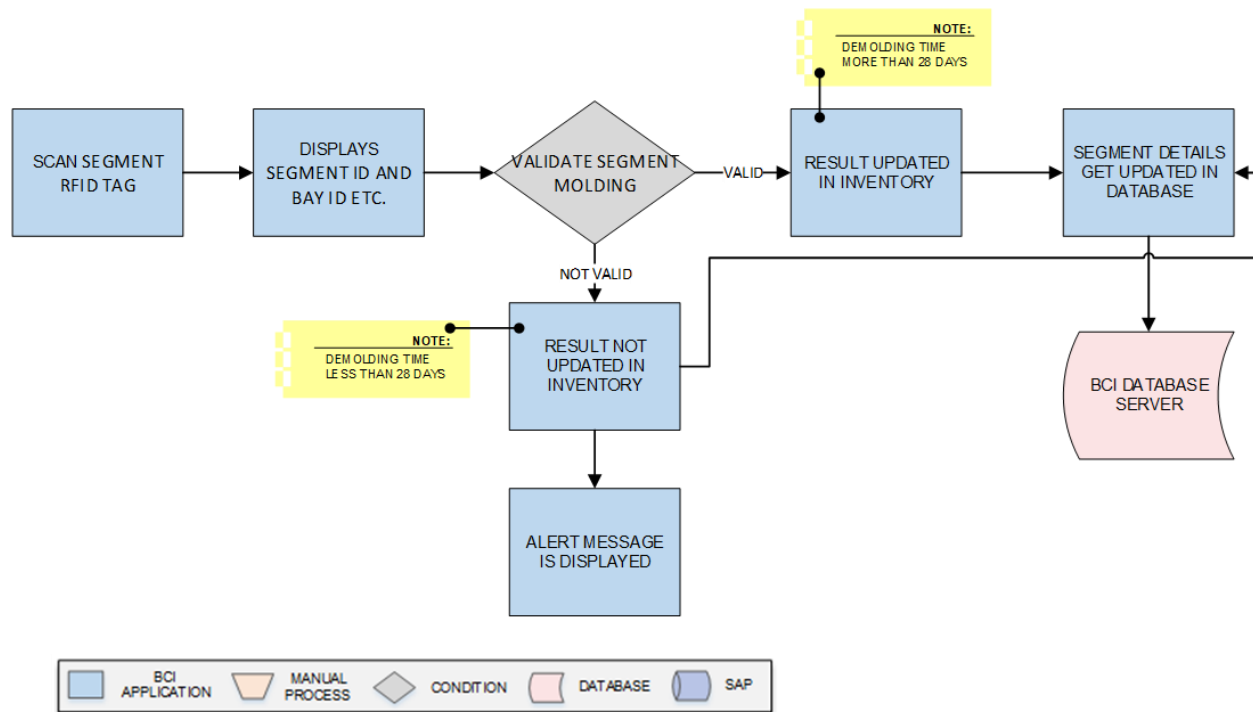 NOTE:
DEMOLDING TIME
MORE THAN 28 DAYS
SCAN SEGMENT
RFID TAG
DISPLAYS
SEGMENT ID AND
BAY ID ETC.
VALIDATE SEGMENT
MOLDING
VALID
RESULT UPDATED
IN INVENTORY
SEGMENT DETAILS
GET UPDATED IN
DATABASE
NOT VALID
NOTE:
DEMOLDING TIME
LESS THAN 28 DAYS
RESULT NOT
UPDATED IN
INVENTORY
BCI DATABASE
SERVER
ALERT MESSAGE
IS DISPLAYED
BCI
APPLICATION
MANUAL
PROCESS
CONDITION
DATABASE
SAP